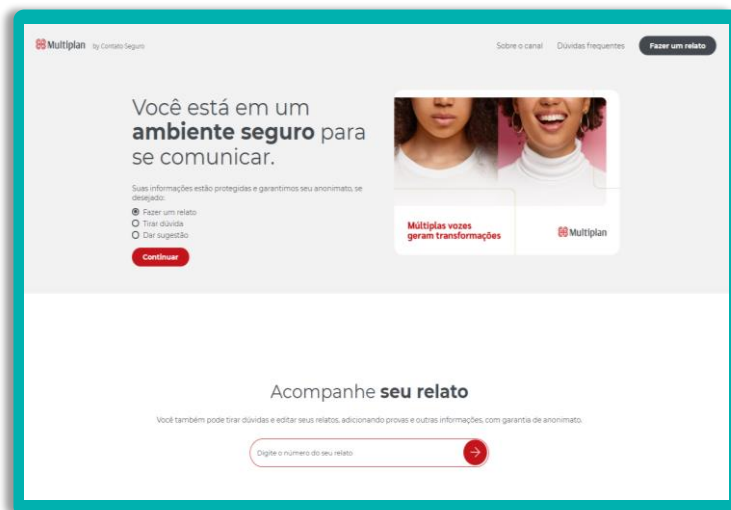 Multiplan by Contato Seguro
Sobre o canal Dúvidas frequentes Fazer um relato
Você está em um
ambiente seguro para
se comunicar.
Suas informações estão protegidas e garantimos seu anonimato, se
desejado:
Fazer um relato
Tirar dúvida
Dar sugestão
Continuar
Múltiplas vozes
geram transformações
Multiplan
Acompanhe seu relato
Você também pode tirar dúvidas e editar seus relatos, adicionando provas e outras informações, com garantia de anonimato.
Digite o número do seu relato